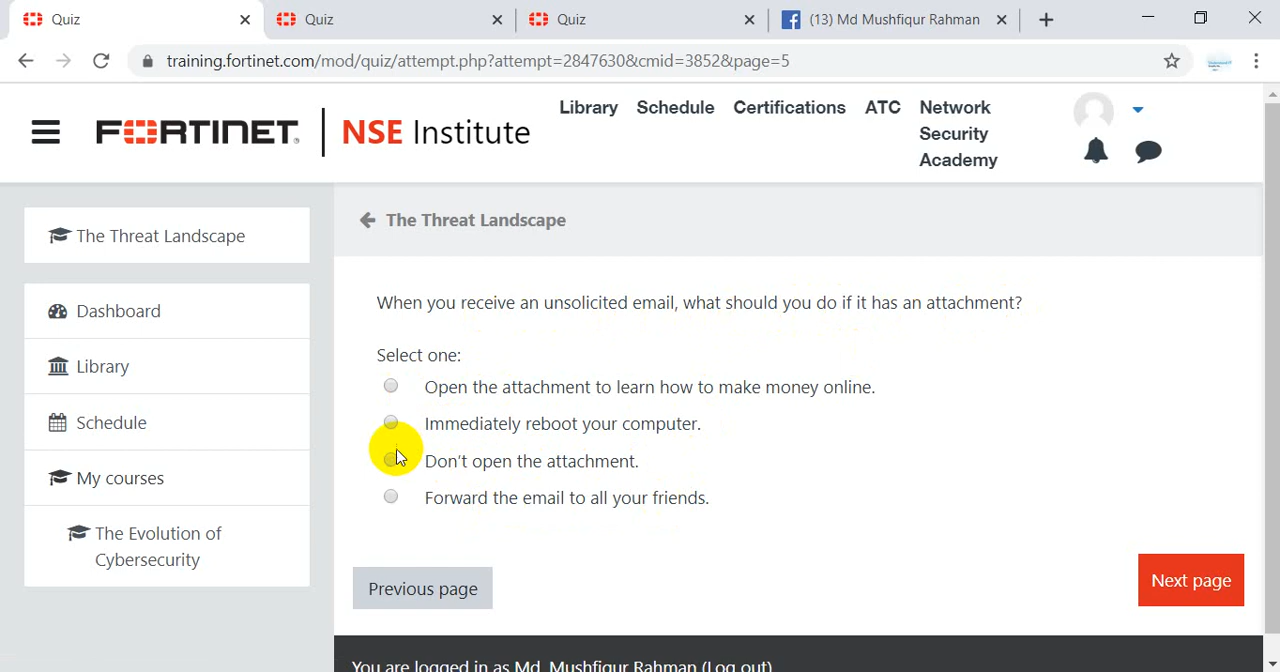 Quiz
Quiz
Quiz
(13) Md Mushfiqur Rahman
training.fortinet.com/mod/quiz/attempt.php?attempt=2847630&cmid=3852&page=5
FORTINET
NSE Institute
Library
Schedule
Certifications
ATC
Network
Security
Academy
The Threat Landscape
Dashboard
Library
Schedule
My courses
The Evolution of
Cybersecurity
The Threat Landscape
When you receive an unsolicited email, what should you do if it has an attachment?
Select one:
Open the attachment to learn how to make money online.
Immediately reboot your computer.
Don't open the attachment.
Forward the email to all your friends.
Previous page
Next page
You are logged in as Md. Mushfiqur Rahman (Log out)